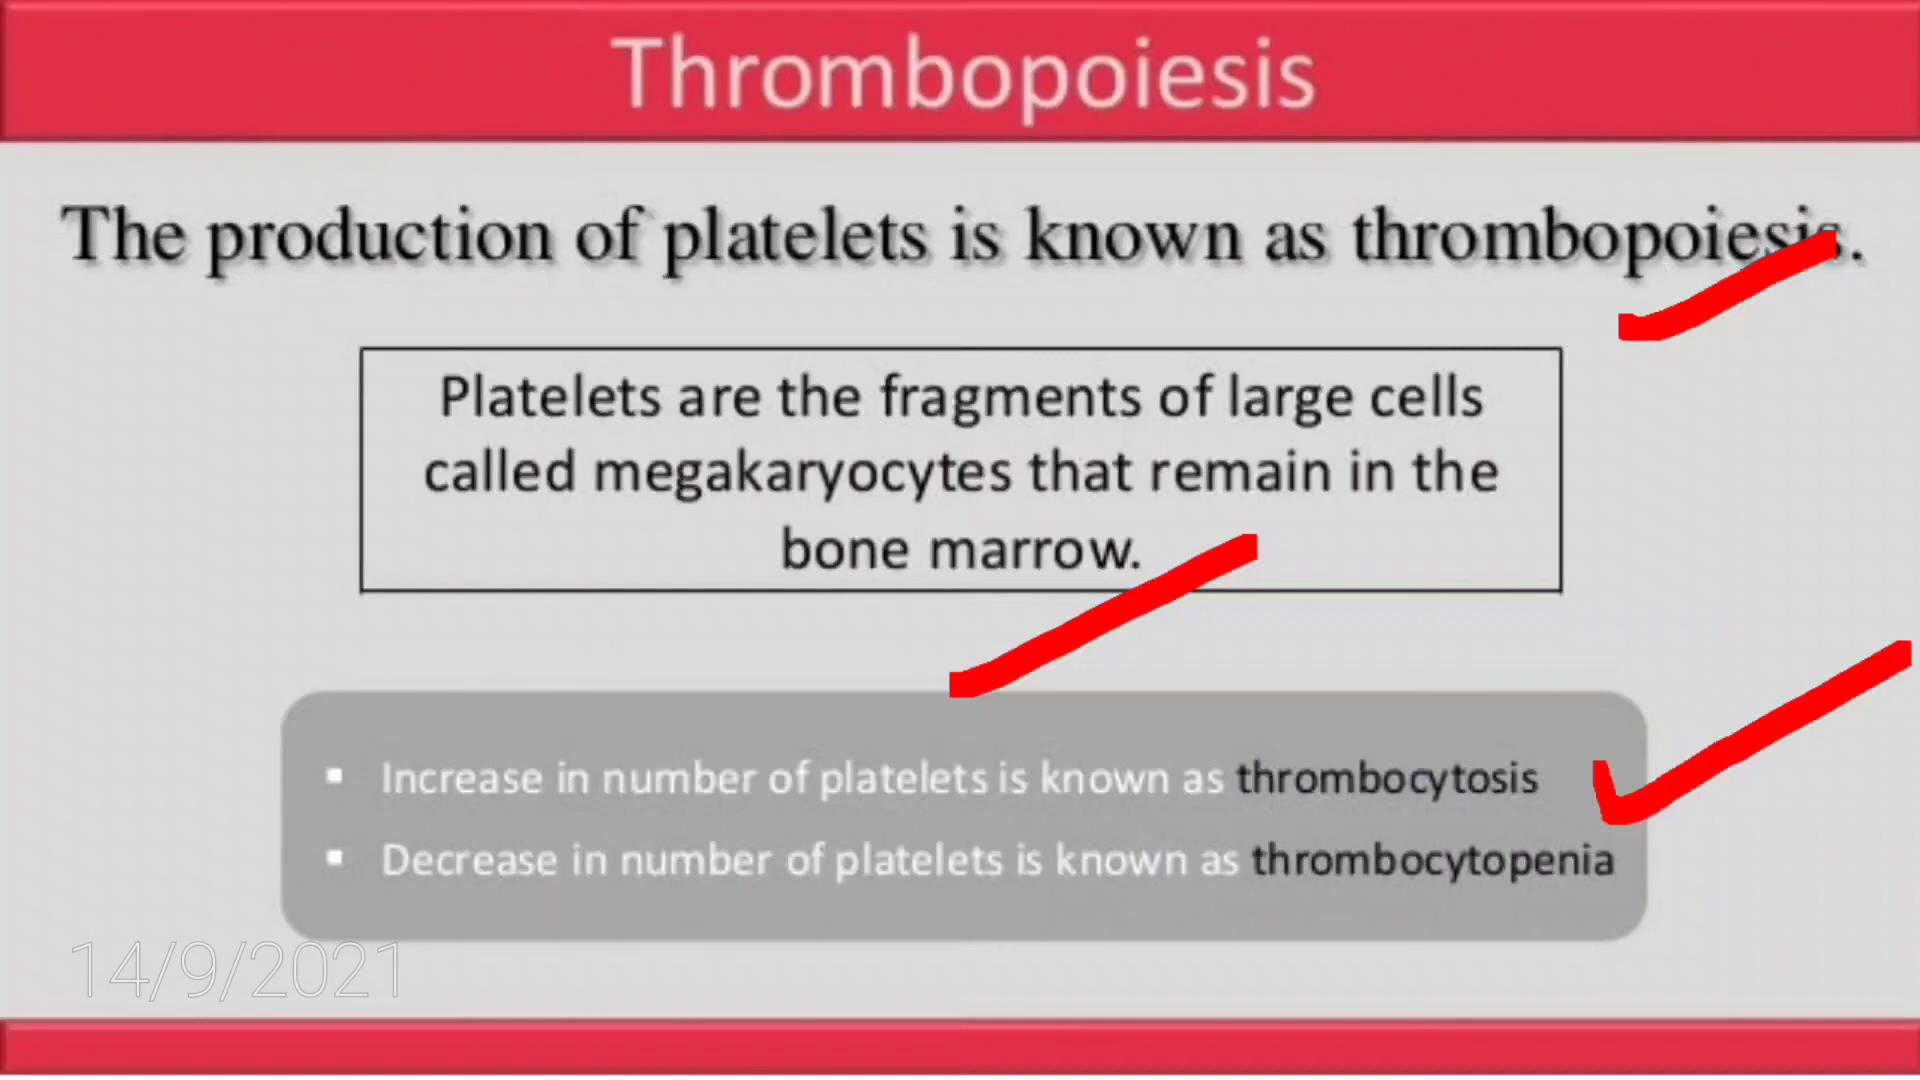 Thrombopoiesis
The production of platelets is known as thrombopoiesis.
Platelets are the fragments of large cells
called megakaryocytes that remain in the
bone marrow.
▪ Increase in number of platelets is known as thrombocytosis
▪ Decrease in number of platelets is known as thrombocytopenia
14/9/2021